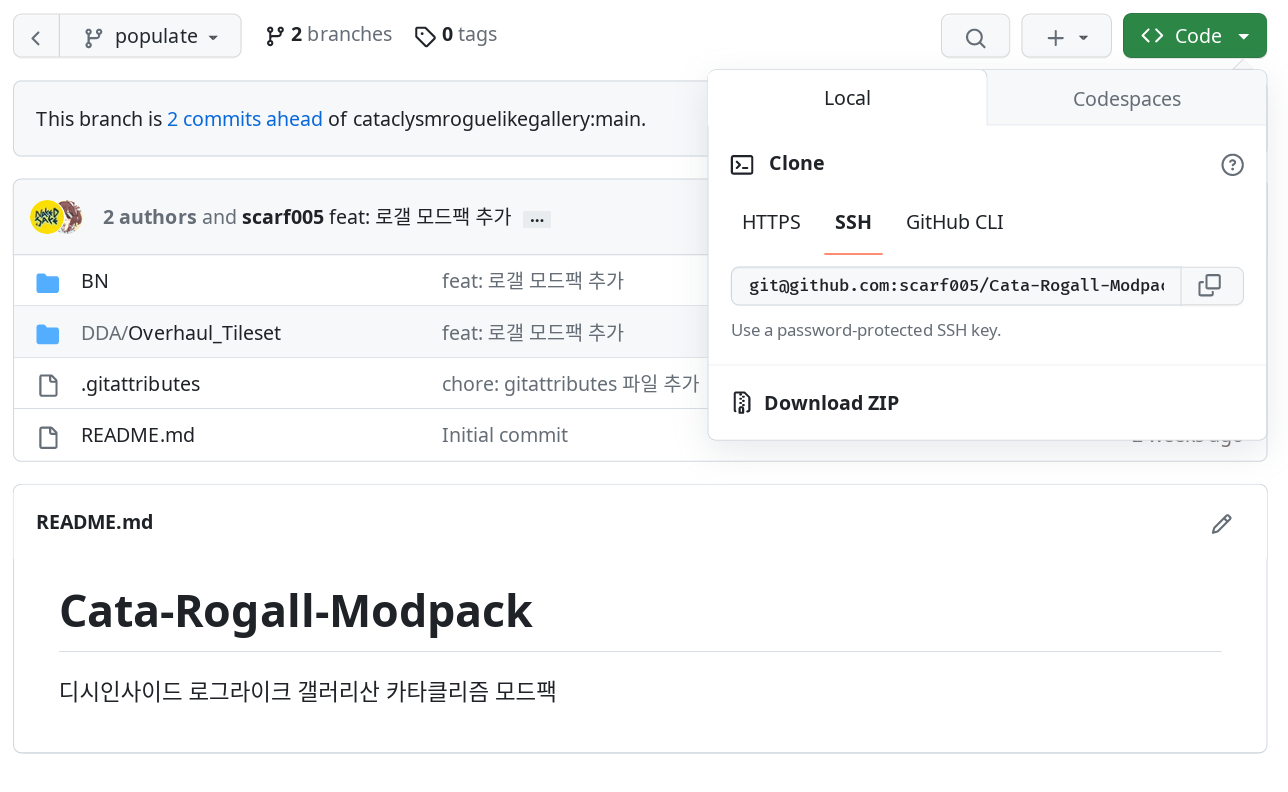 populate
2 branches
0 tags
Code
Local
Codespaces
This branch is 2 commits ahead of cataclysmroguelikegallery:main.
Clone
HTTPS SSH GitHub CLI
git@github.com:scarf005/Cata-Rogall-Modpac
Use a password-protected SSH key.
Download ZIP
2 authors and scarf005 feat: 로갤 모드팩 추가 ...
BN feat: 로갤 모드팩 추가
DDA/Overhaul_Tileset feat: 로갤 모드팩 추가
.gitattributes chore: gitattributes 파일 추가
README.md Initial commit 2 weeks ago
README.md
Cata-Rogall-Modpack
디시인사이드 로그라이크 갤러리산 카타클리즘 모드팩